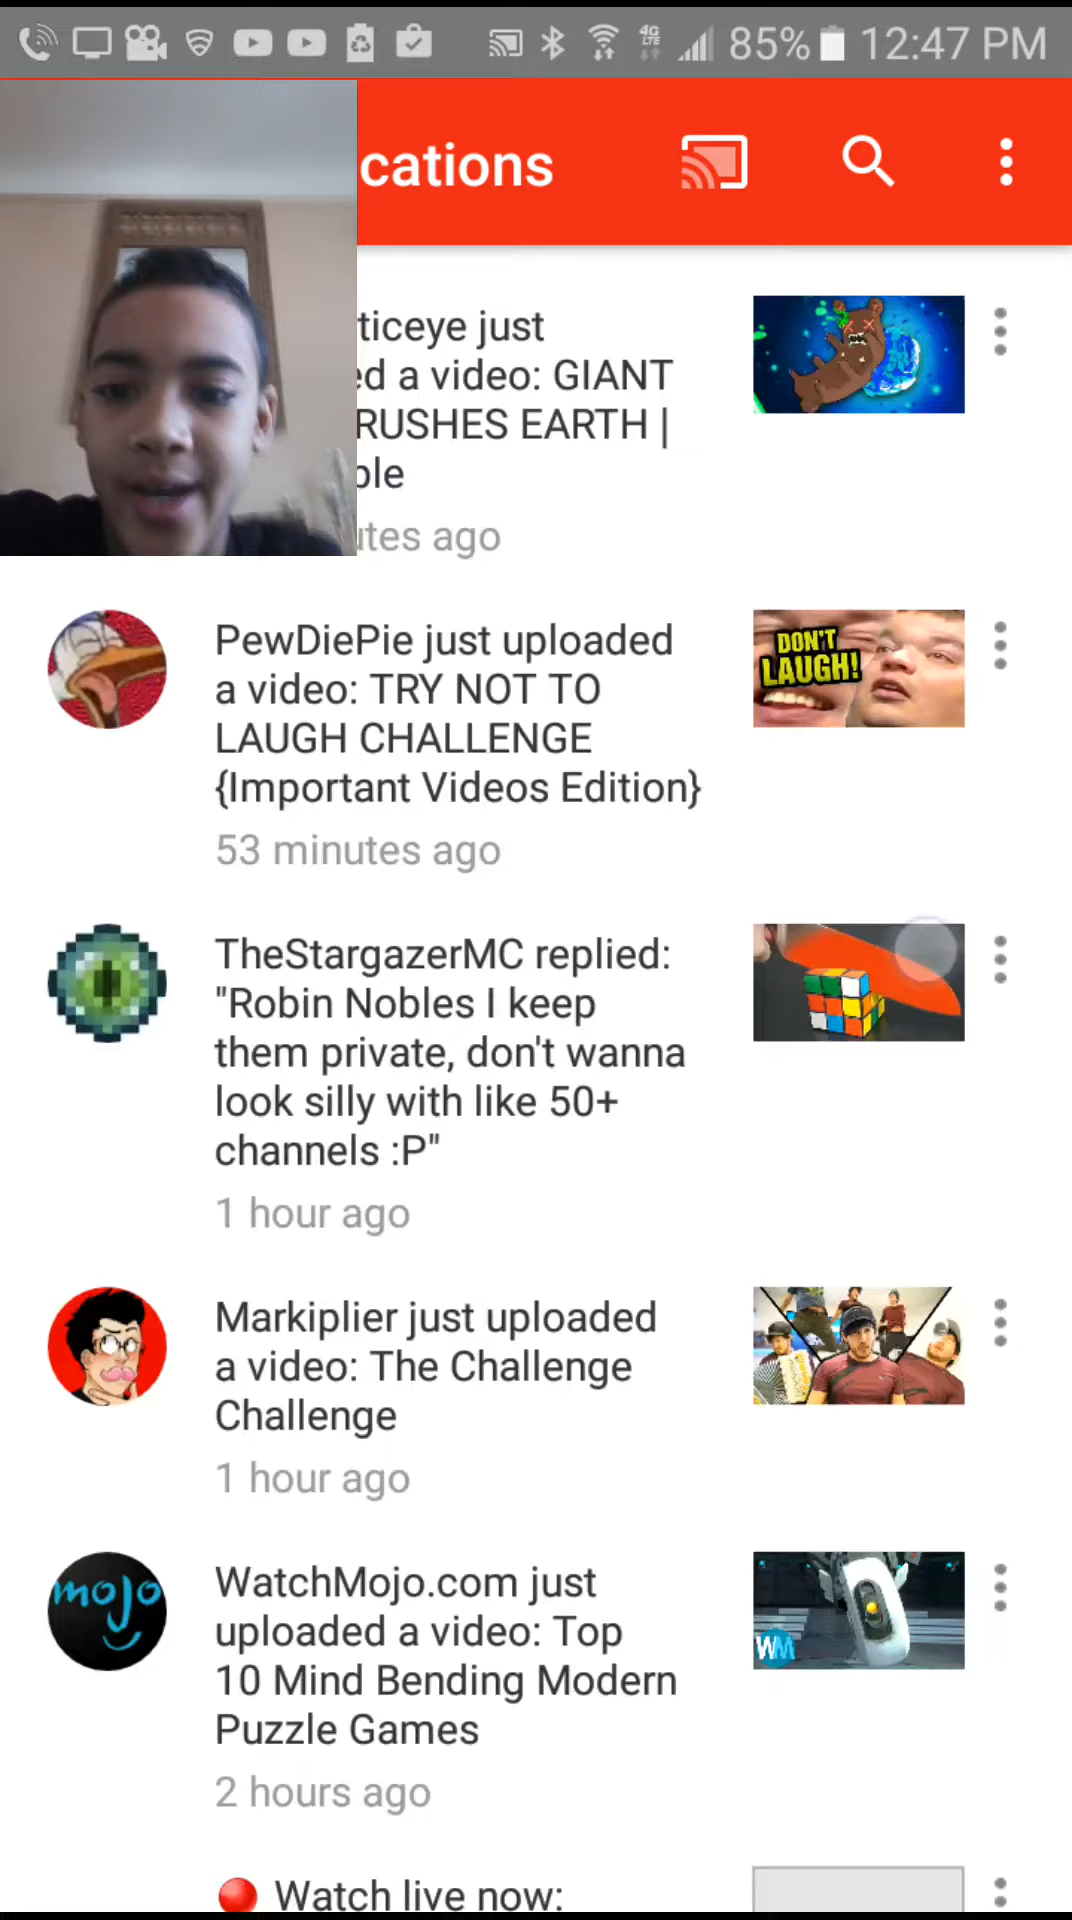 4G
LTE
85% 12:47 PM
cations
ticeye just
ed a video: GIANT
RUSHES EARTH |
ble
utes ago
PewDiePie just uploaded
a video: TRY NOT TO
LAUGH CHALLENGE
{Important Videos Edition}
53 minutes ago
DON'T
LAUGH!
TheStargazerMC replied:
"Robin Nobles I keep
them private, don't wanna
look silly with like 50+
channels :P"
1 hour ago
Markiplier just uploaded
a video: The Challenge
Challenge
1 hour ago
mojo
WatchMojo.com just
uploaded a video: Top
10 Mind Bending Modern
Puzzle Games
2 hours ago
WM
Watch live now: